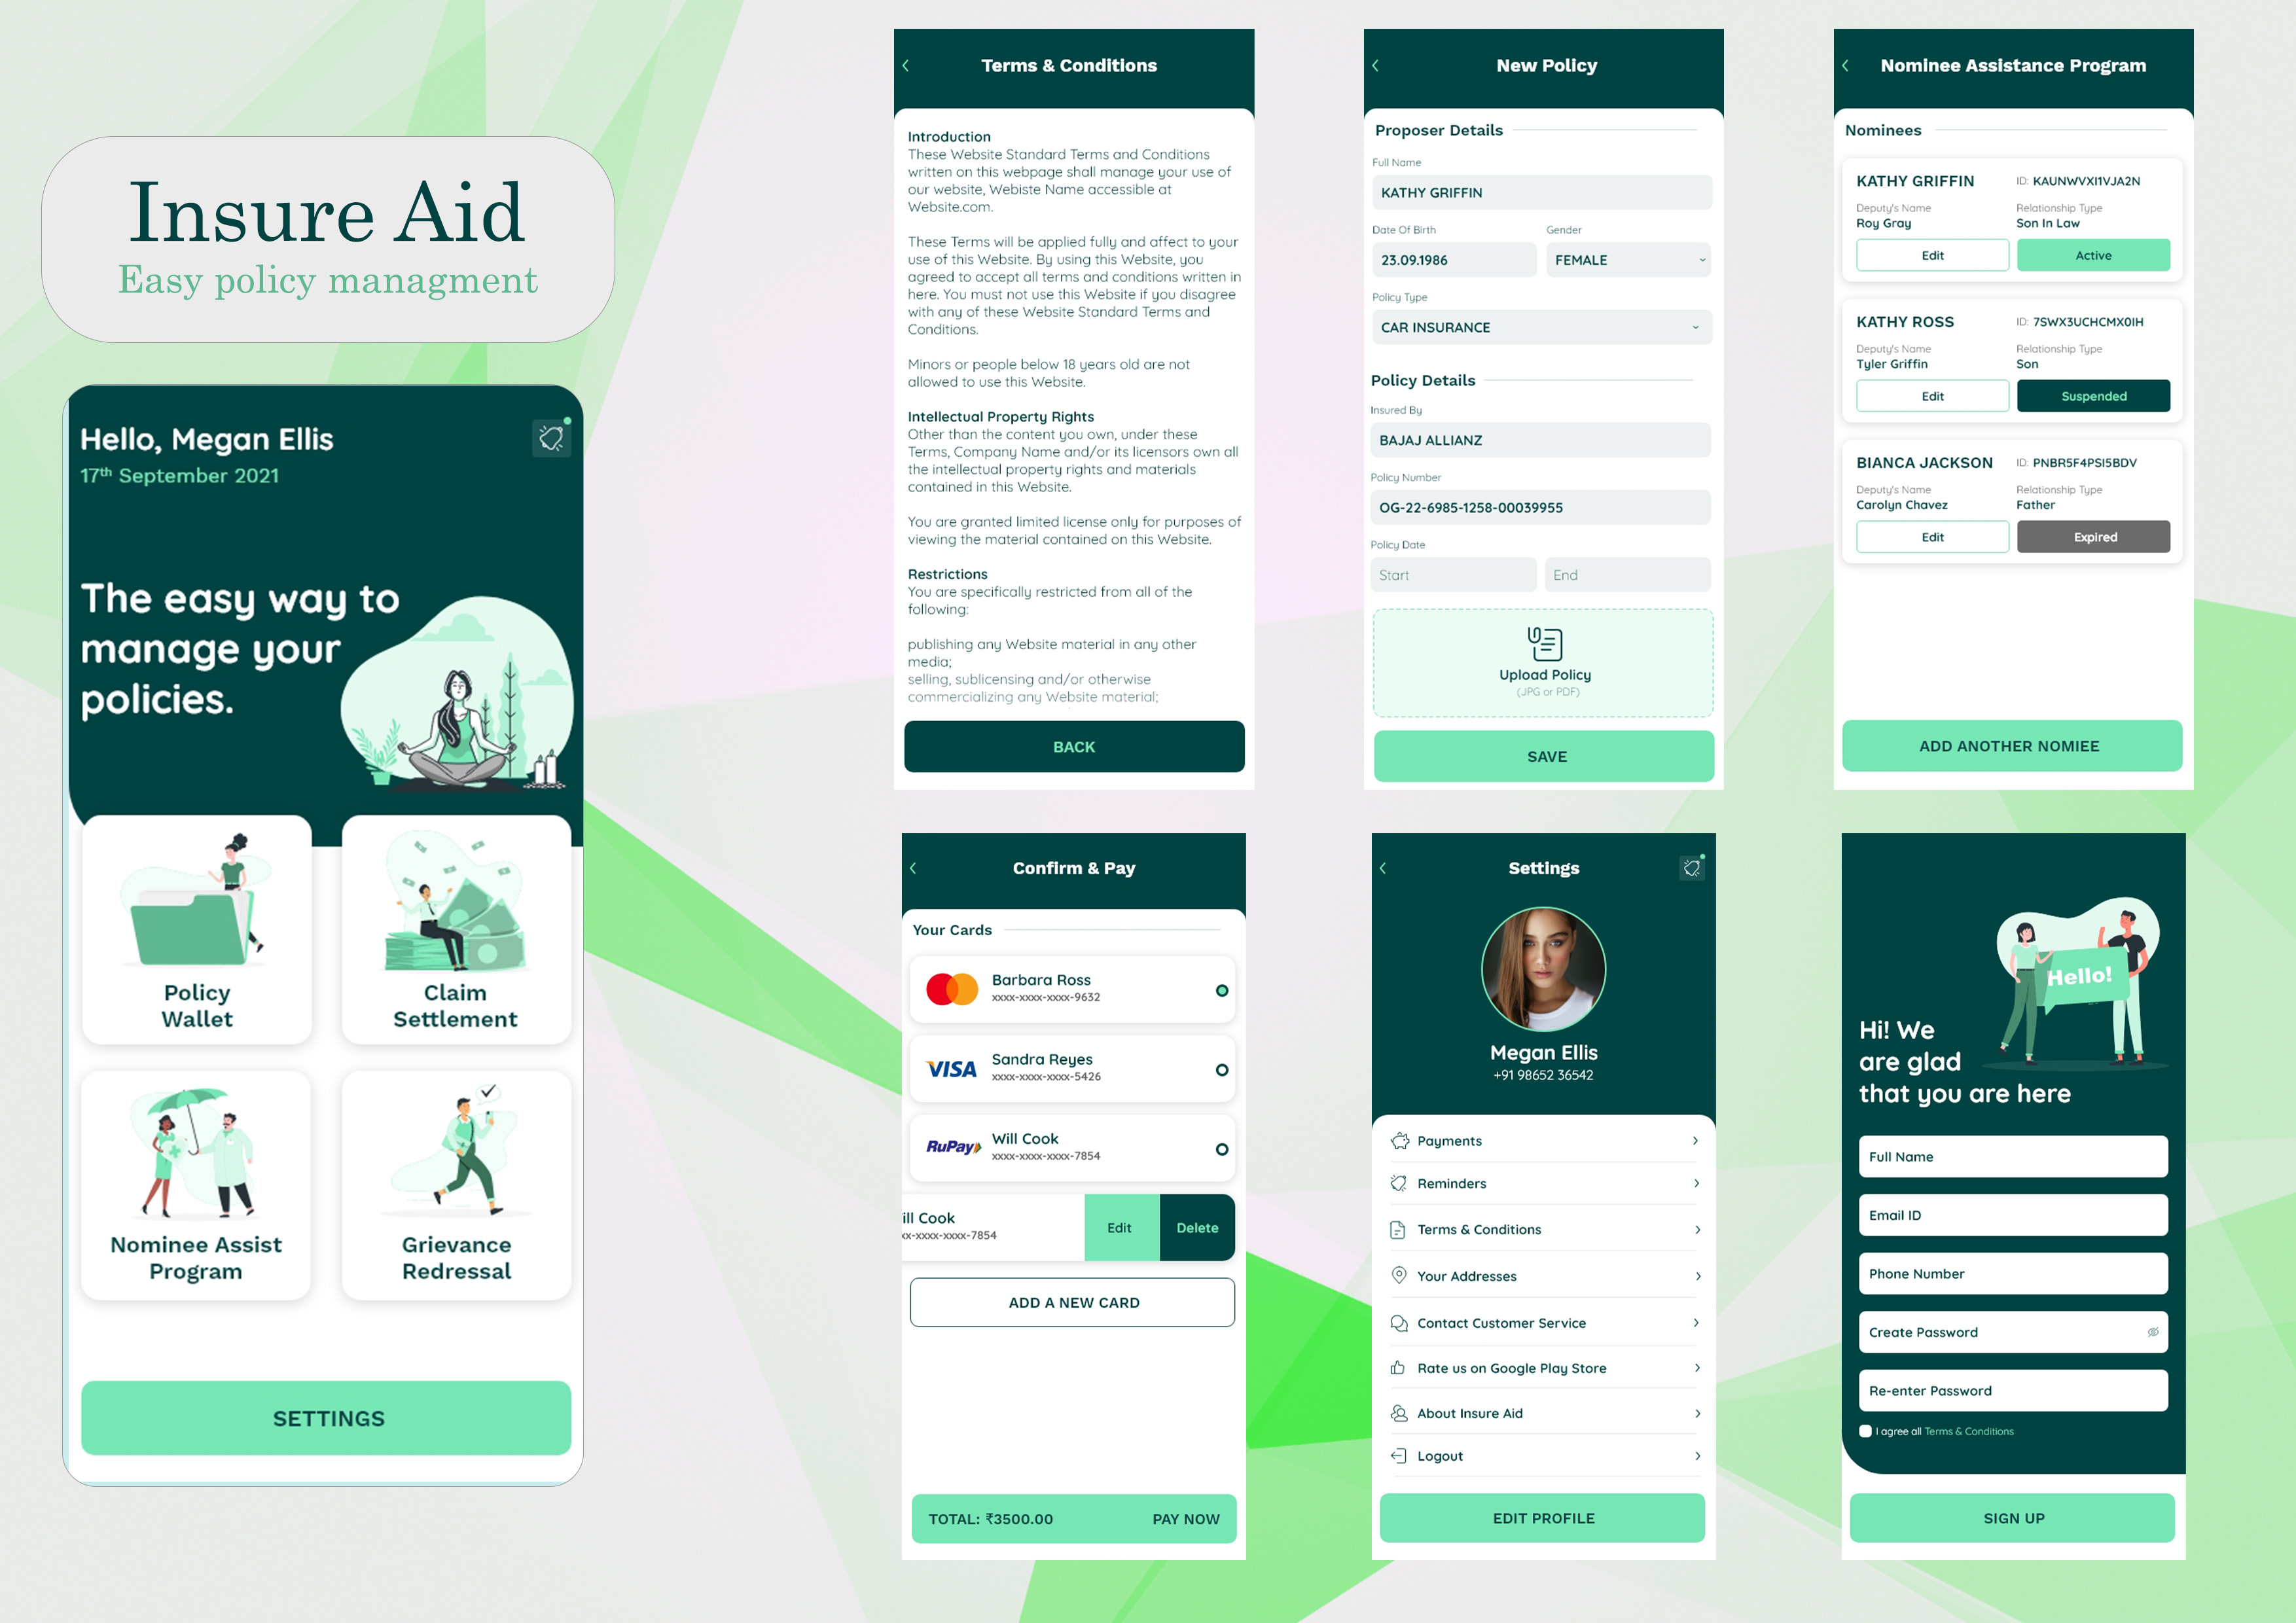 Insure Aid
Easy policy managment
Hello, Megan Ellis
17th September 2021
The easy way to
manage your
policies.
Policy
Wallet
Claim
Settlement
Nominee Assist
Program
Grievance
Redressal
SETTINGS
Terms & Conditions
Introduction
These Website Standard Terms and Conditions
written on this webpage shall manage your use of
our website, Webiste Name accessible at
Website.com.
These Terms will be applied fully and affect to your
use of this Website. By using this Website, you
agreed to accept all terms and conditions written in
here. You must not use this Website if you disagree
with any of these Website Standard Terms and
Conditions.
Minors or people below 18 years old are not
allowed to use this Website.
Intellectual Property Rights
Other than the content you own, under these
Terms, Company Name and/or its licensors own all
the intellectual property rights and materials
contained in this Website.
You are granted limited license only for purposes of
viewing the material contained on this Website.
Restrictions
You are specifically restricted from all of the
following:
publishing any Website material in any other
media;
selling, sublicensing and/or otherwise
commercializing any Website material;
BACK
New Policy
Proposer Details
Full Name
KATHY GRIFFIN
Date Of Birth
Gender
23.09.1986
FEMALE
Policy Type
CAR INSURANCE
Policy Details
Insured By
BAJAJ ALLIANZ
Policy Number
OG-22-6985-1258-00039955
Policy Date
Start
End
Upload Policy
(JPG or PDF)
SAVE
Nominee Assistance Program
Nominees
KATHY GRIFFIN
ID: KAUNWVXI1VJA2N
Deputy's Name
Relationship Type
Roy Gray
Son In Law
Edit
Active
KATHY ROSS
ID: 7SWX3UCHCMX0IH
Deputy's Name
Relationship Type
Tyler Griffin
Son
Edit
Suspended
BIANCA JACKSON
ID: PNBR5F4PSI5BDV
Deputy's Name
Relationship Type
Carolyn Chavez
Father
Edit
Expired
ADD ANOTHER NOMIEE
Confirm & Pay
Your Cards
Barbara Ross
xxxx-xxxx-xxxx-9632
VISA
Sandra Reyes
xxxx-xxxx-xxxx-5426
RuPay
Will Cook
xxxx-xxxx-xxxx-7854
ill Cook
xx-xxxx-xxxx-7854
Edit
Delete
ADD A NEW CARD
TOTAL: ₹3500.00
PAY NOW
Settings
Megan Ellis
+91 98652 36542
Payments
Reminders
Terms & Conditions
Your Addresses
Contact Customer Service
Rate us on Google Play Store
About Insure Aid
Logout
EDIT PROFILE
Hello!
Hi! We
are glad
that you are here
Full Name
Email ID
Phone Number
Create Password
Re-enter Password
I agree all Terms & Conditions
SIGN UP